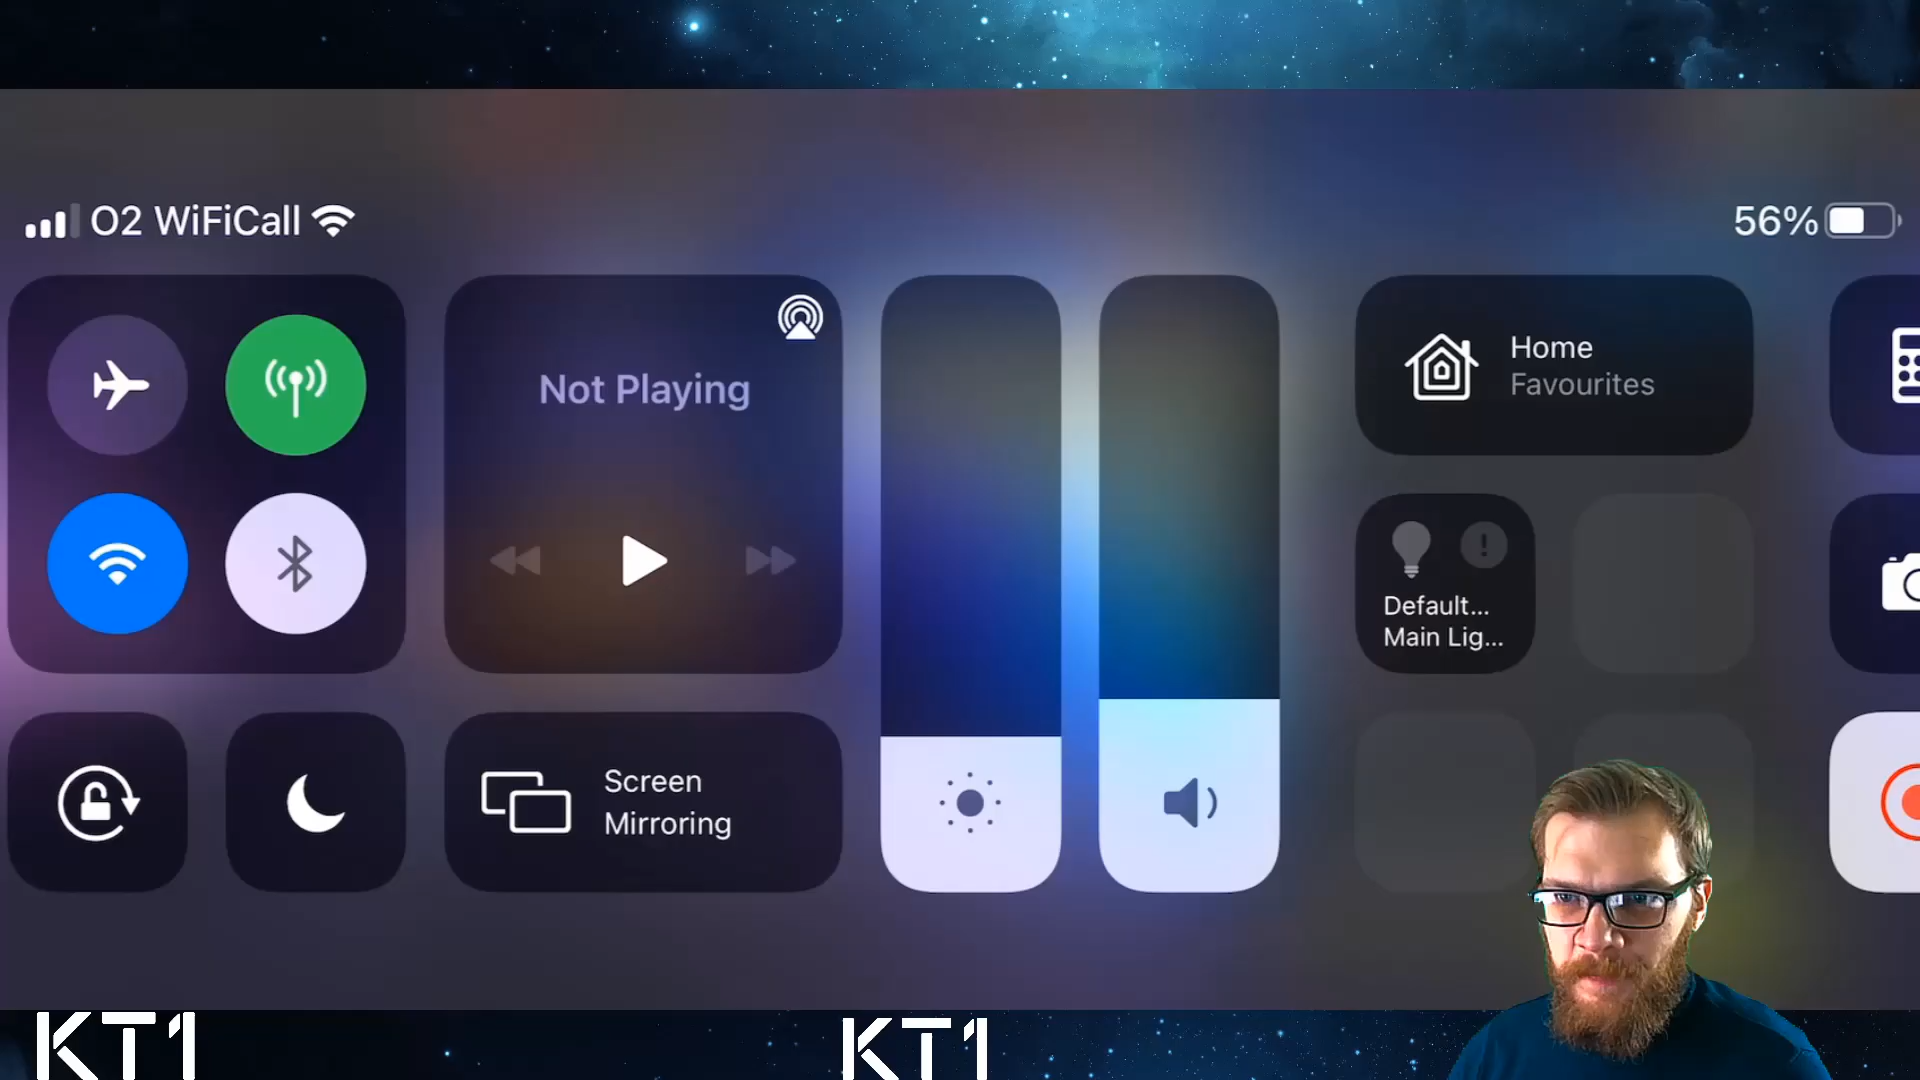 O2 WiFiCall
56%
Not Playing
Home
Favourites
Default...
Main Lig...
Screen
Mirroring
KT1
KT1